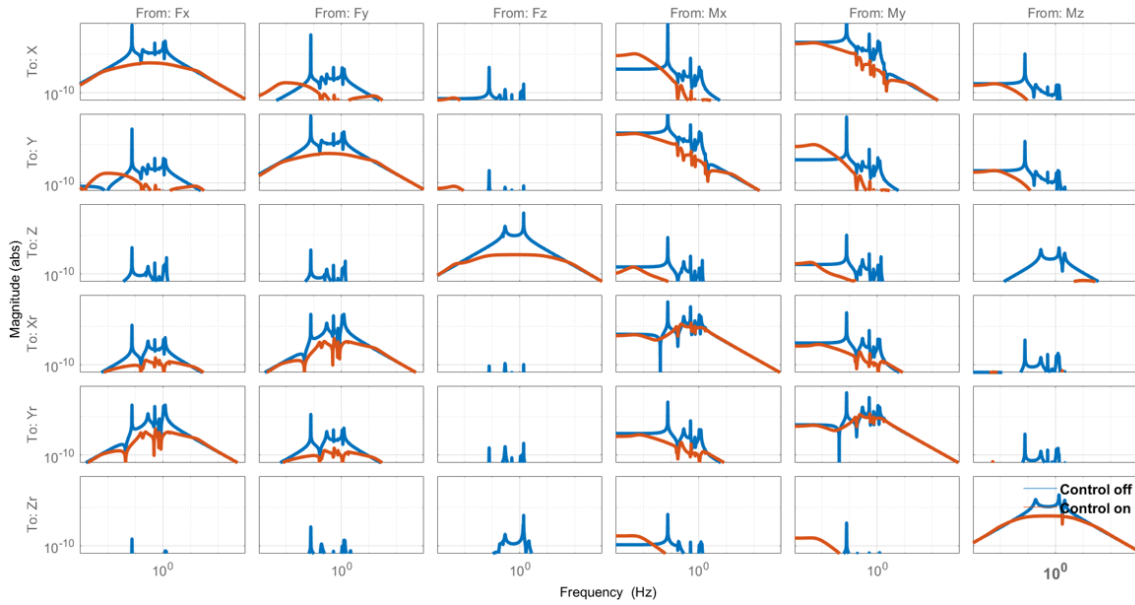 From: Fx From: Fy From: Fz From: Mx From: My From: Mz
To: X
10^-10
To: Y
10^-10
To: Z
10^-10
Magnitude (abs)
To: Xr
10^-10
To: Yr
10^-10
To: Zr
10^-10
Control off
Control on
10^0 10^0 10^0 10^0 10^0 10^0
Frequency (Hz)